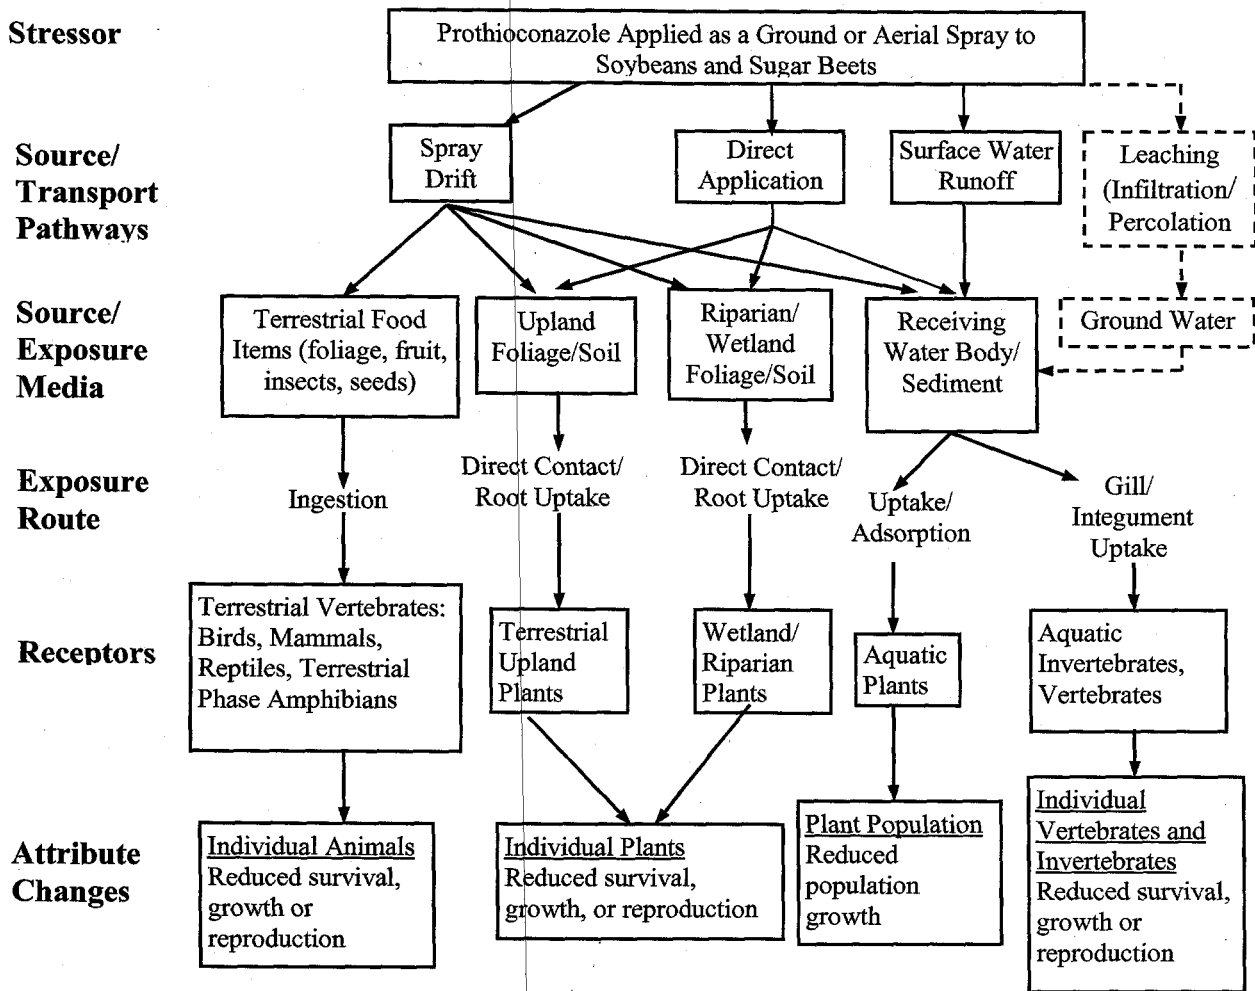 Stressor
Prothioconazole Applied as a Ground or Aerial Spray to
Soybeans and Sugar Beets
Source/
Transport
Pathways
Spray
Drift
Direct
Application
Surface Water
Runoff
Leaching
(Infiltration/
Percolation
Source/
Exposure
Media
Terrestrial Food
Items (foliage, fruit,
insects, seeds)
Upland
Foliage/Soil
Riparian/
Wetland
Foliage/Soil
Receiving
Water Body/
Sediment
Ground Water
Exposure
Route
Ingestion
Direct Contact/
Root Uptake
Direct Contact/
Root Uptake
Uptake/
Adsorption
Gill/
Integument
Uptake
Receptors
Terrestrial Vertebrates:
Birds, Mammals,
Reptiles, Terrestrial
Phase Amphibians
Terrestrial
Upland
Plants
Wetland/
Riparian
Plants
Aquatic
Plants
Aquatic
Invertebrates,
Vertebrates
Attribute
Changes
Individual Animals
Reduced survival,
growth or
reproduction
Individual Plants
Reduced survival,
growth, or reproduction
Plant Population
Reduced
population
growth
Individual
Vertebrates and
Invertebrates
Reduced survival,
growth or
reproduction